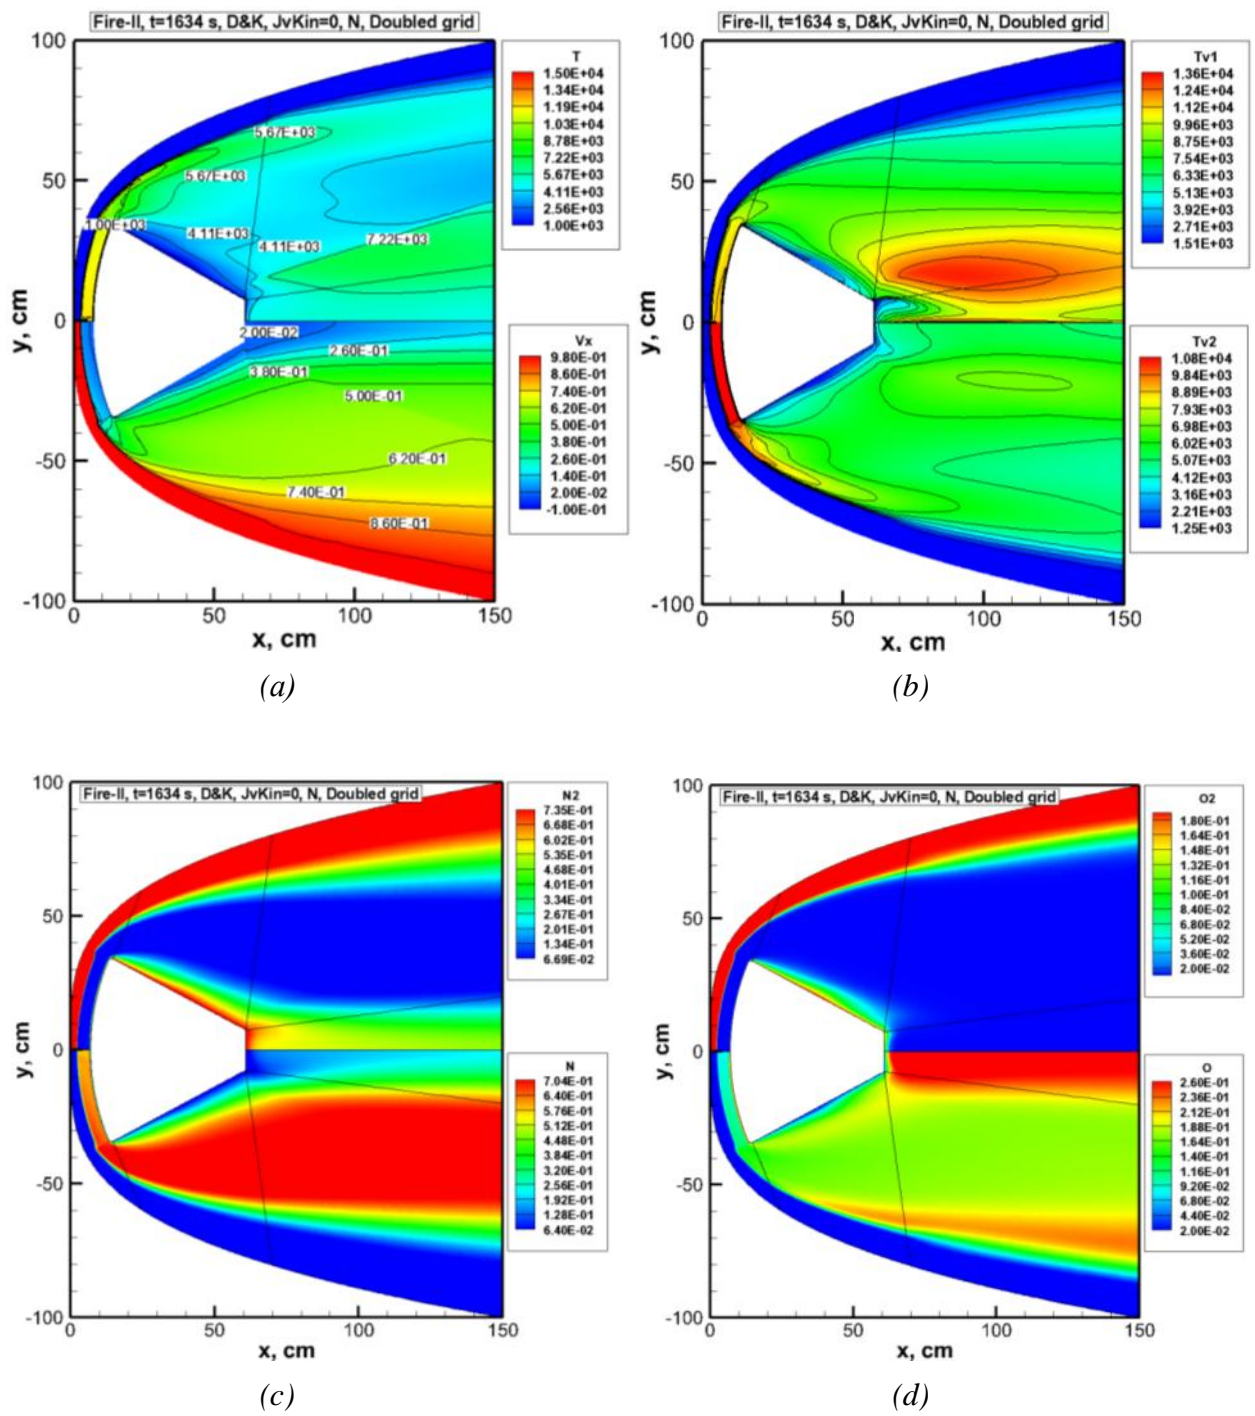 Fire-II, t=1634 s, D&K, JvKin=0, N, Doubled grid
100
50
0
-50
-100
y, cm
0
50
100
150
x, cm
5.67E+03
5.67E+03
1.00E+03
4.11E+03
4.11E+03
7.22E+03
2.00E-02
2.60E-01
3.80E-01
5.00E-01
6.20E-01
7.40E-01
8.60E-01
T
1.50E+04
1.34E+04
1.19E+04
1.03E+04
8.78E+03
7.22E+03
5.67E+03
4.11E+03
2.56E+03
1.00E+03
Vx
9.80E-01
8.60E-01
7.40E-01
6.20E-01
5.00E-01
3.80E-01
2.60E-01
1.40E-01
2.00E-02
-1.00E-01
(a)
Fire-II, t=1634 s, D&K, JvKin=0, N, Doubled grid
100
50
0
-50
-100
y, cm
0
50
100
150
x, cm
Tv1
1.36E+04
1.24E+04
1.12E+04
9.96E+03
8.75E+03
7.54E+03
6.33E+03
5.13E+03
3.92E+03
2.71E+03
1.51E+03
Tv2
1.08E+04
9.84E+03
8.89E+03
7.93E+03
6.98E+03
6.02E+03
5.07E+03
4.12E+03
3.16E+03
2.21E+03
1.25E+03
(b)
Fire-II, t=1634 s, D&K, JvKin=0, N, Doubled grid
100
50
0
-50
-100
y, cm
0
50
100
150
x, cm
N2
7.35E-01
6.68E-01
6.02E-01
5.35E-01
4.68E-01
4.01E-01
3.34E-01
2.67E-01
2.01E-01
1.34E-01
6.69E-02
N
7.04E-01
6.40E-01
5.76E-01
5.12E-01
4.48E-01
3.84E-01
3.20E-01
2.56E-01
1.92E-01
1.28E-01
6.40E-02
(c)
Fire-II, t=1634 s, D&K, JvKin=0, N, Doubled grid
100
50
0
-50
-100
y, cm
0
50
100
150
x, cm
O2
1.80E-01
1.64E-01
1.48E-01
1.32E-01
1.16E-01
1.00E-01
8.40E-02
6.80E-02
5.20E-02
3.60E-02
2.00E-02
O
2.60E-01
2.36E-01
2.12E-01
1.88E-01
1.64E-01
1.40E-01
1.16E-01
9.20E-02
6.80E-02
4.40E-02
2.00E-02
(d)